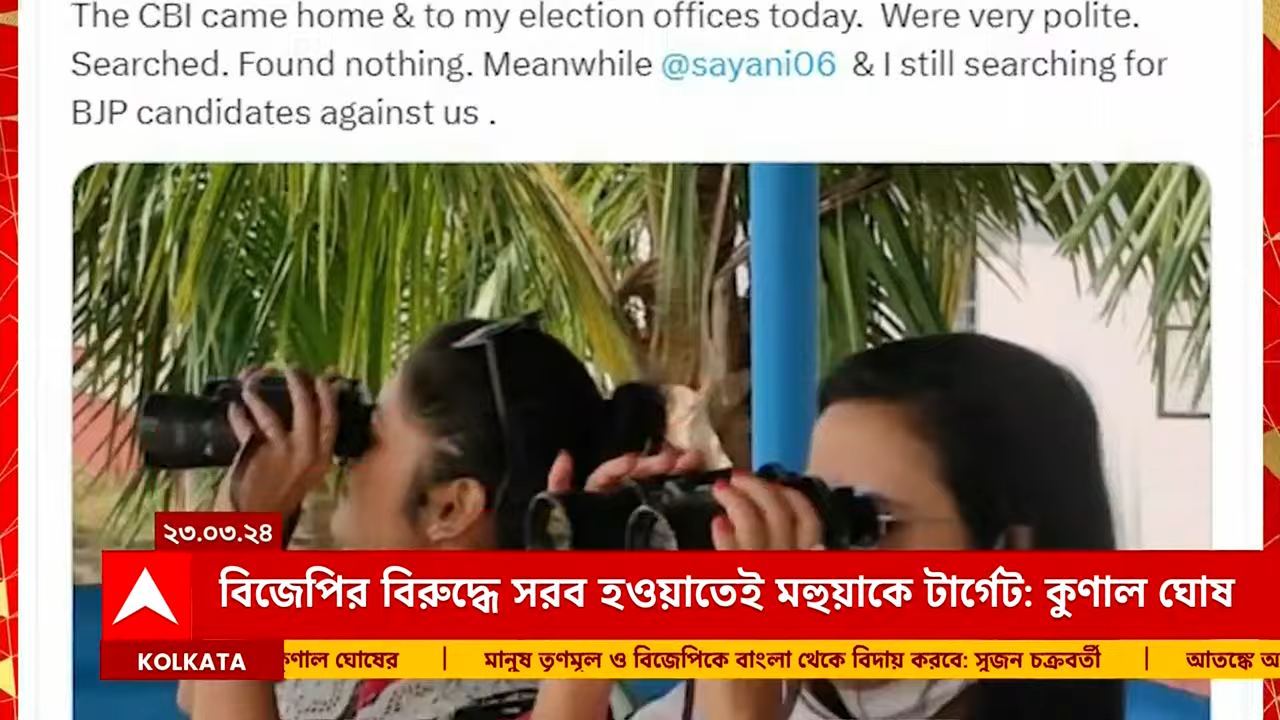 The CBI came home & to my election offices today. Were very polite.
Searched. Found nothing. Meanwhile @sayani06 & I still searching for
BJP candidates against us .
২৩.০৩.২৪
বিজেপির বিরুদ্ধে সরব হওয়াতেই মহুয়াকে টার্গেট: কুণাল ঘোষ
KOLKATA
ঘোষের | মানুষ তৃণমূল ও বিজেপিকে বাংলা থেকে বিদায় করবে: সুজন চক্রবর্তী | আতঙ্কে